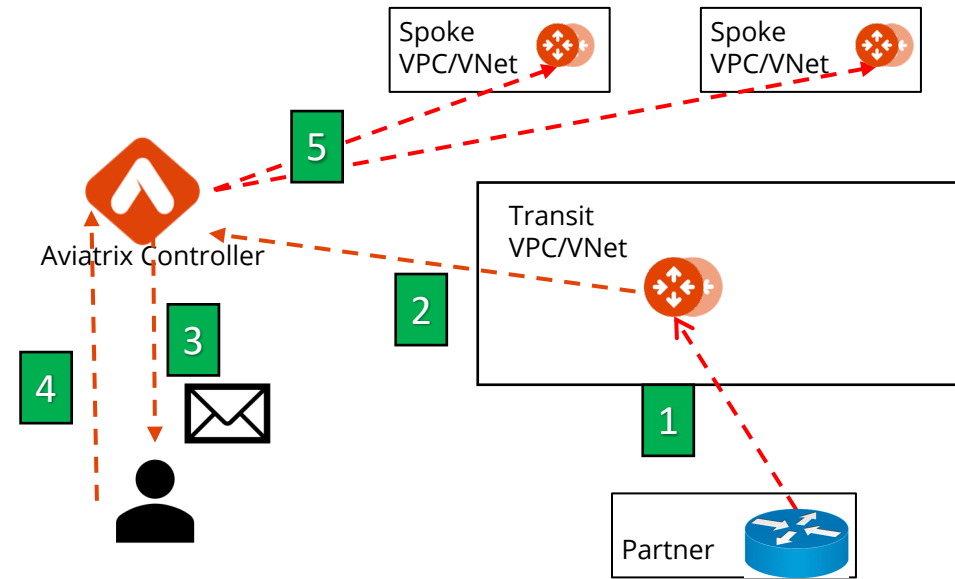 Spoke
VPC/VNet
Spoke
VPC/VNet
5
Transit
VPC/VNet
Aviatrix Controller
2
3
4
1
Partner